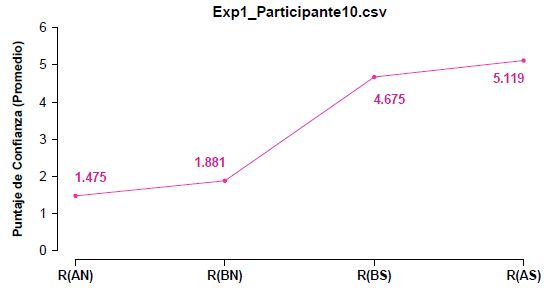 Exp1_Participante10.csv
Puntaje de Confianza (Promedio)
6
5
4
3
2
1
0
1.475
1.881
4.675
5.119
R(AN)
R(BN)
R(BS)
R(AS)